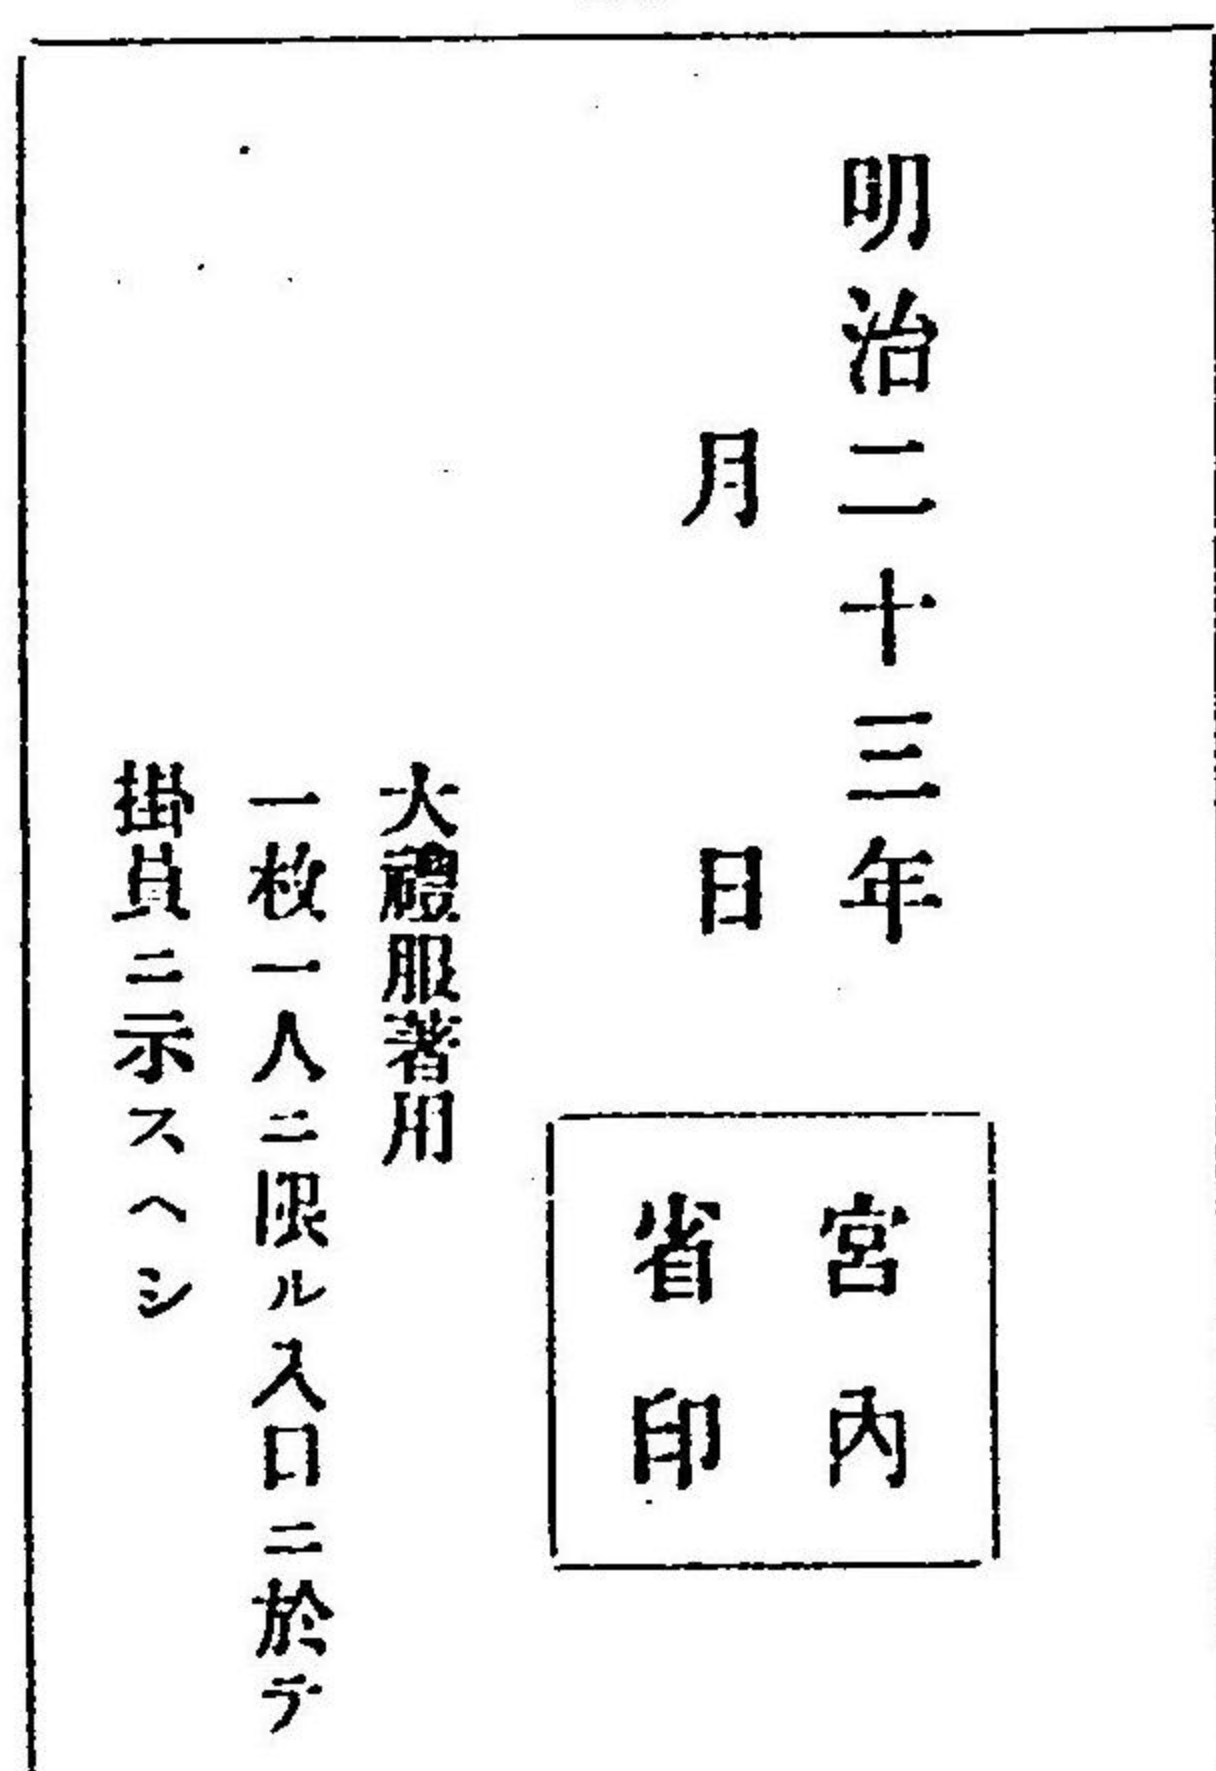 明治二十三年
月　日
宮內
省印
大禮服著用
一枚一人ニ限ル入口ニ於テ
掛員ニ示スヘシ